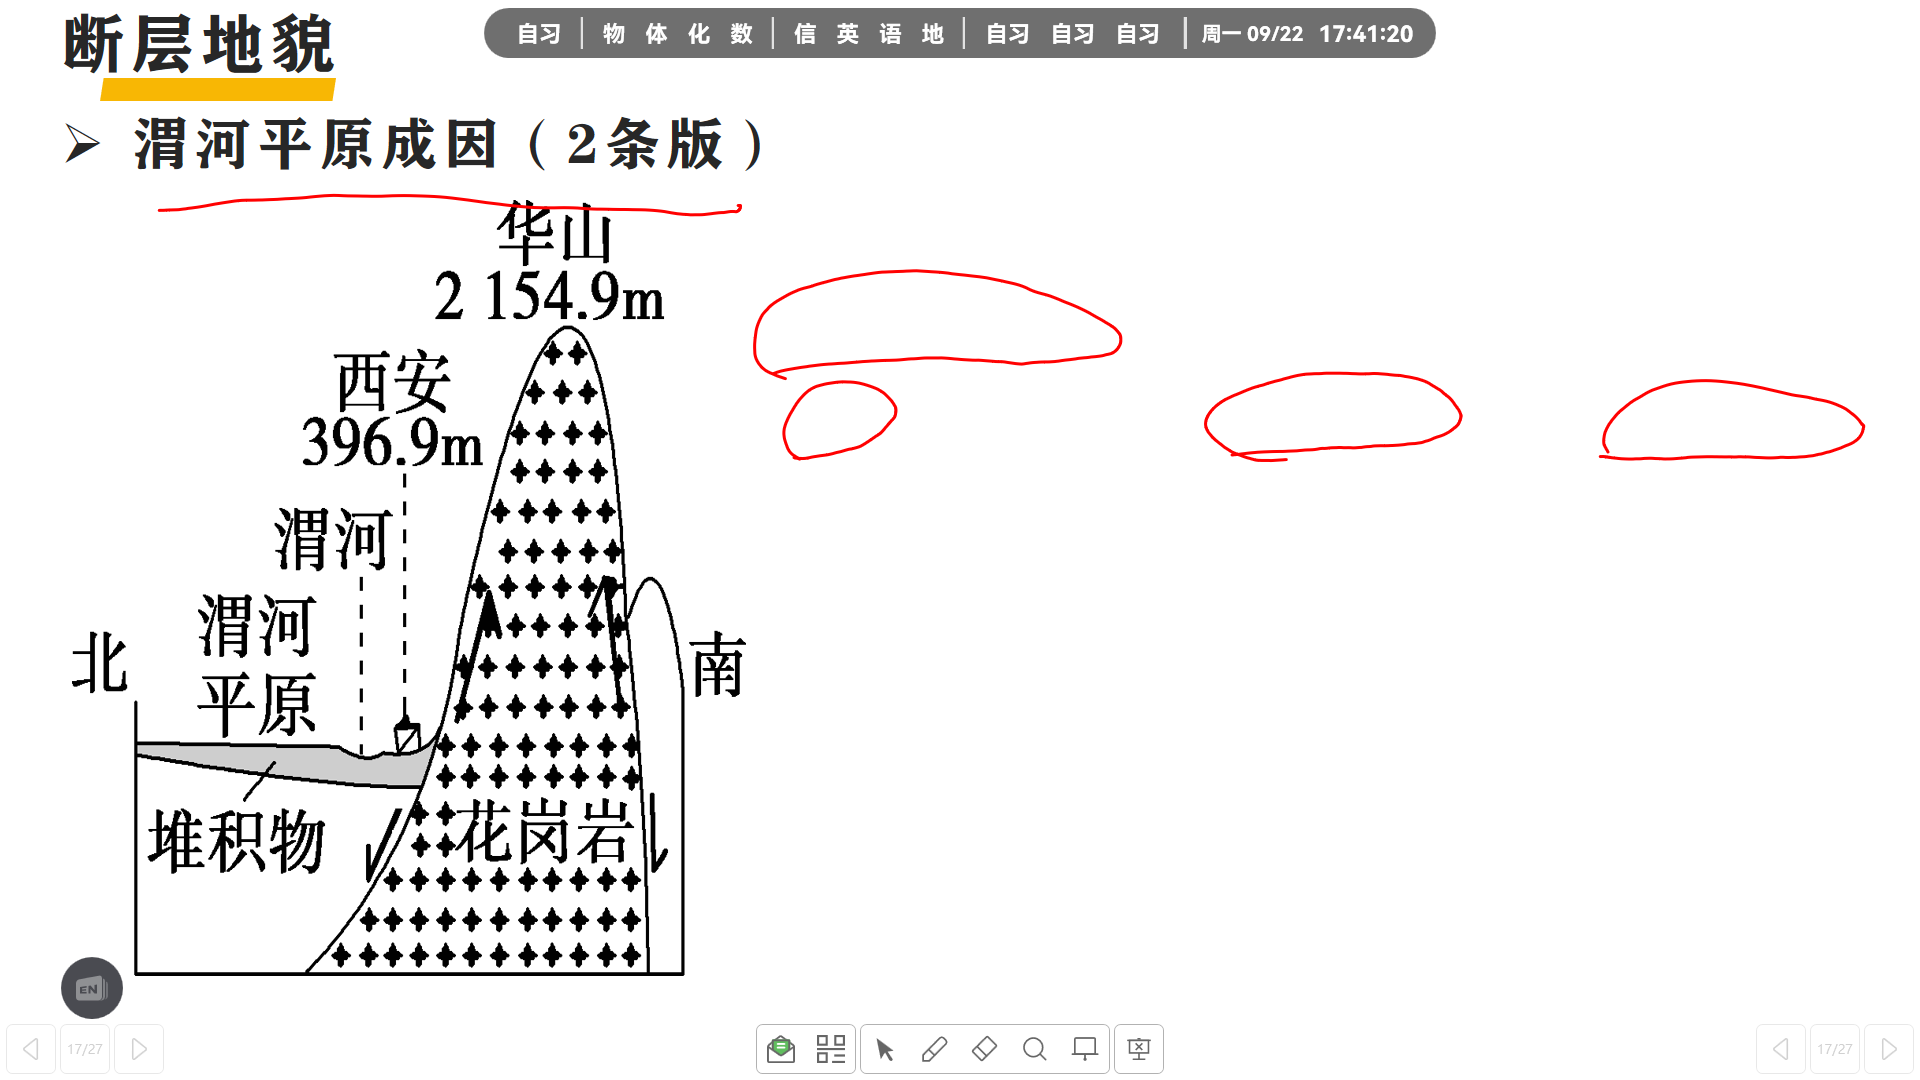 断层地貌
自习 | 物 体 化 数 | 信 英 语 地 | 自习 自习 自习 | 周一 09/22 17:41:20
渭河平原成因（2条版）
华山
2 154.9m
西安
396.9m
渭河
渭河
平原
北
南
堆积物
花岗岩
EN
17/27
17/27